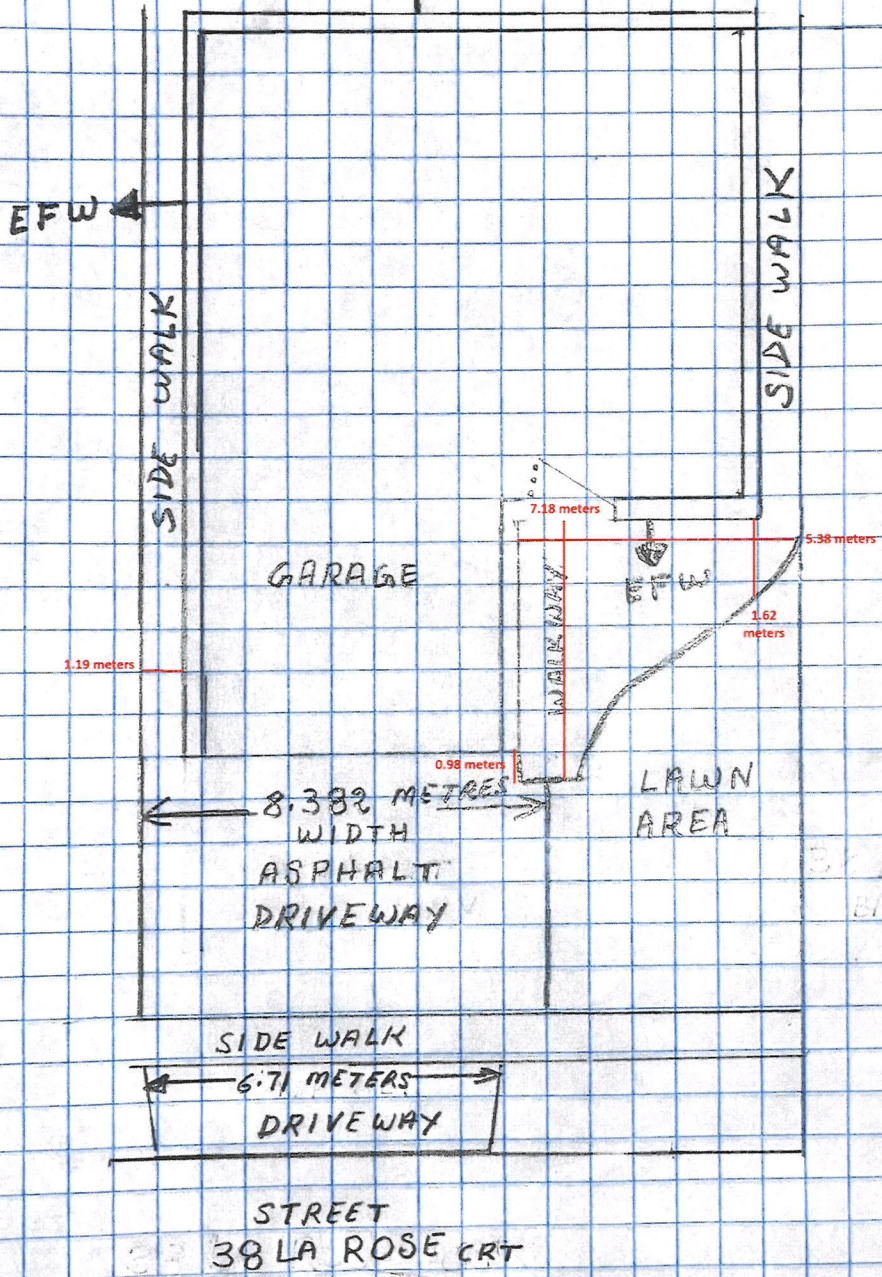 EFW
SIDE WALK
SIDE WALK
7.18 meters
5.38 meters
GARAGE
EFW
WALKWAY
1.62
meters
1.19 meters
0.98 meters
8.382 METRES
WIDTH
ASPHALT
DRIVEWAY
LAWN
AREA
SIDE WALK
6.71 METERS
DRIVEWAY
STREET
38 LA ROSE CRT